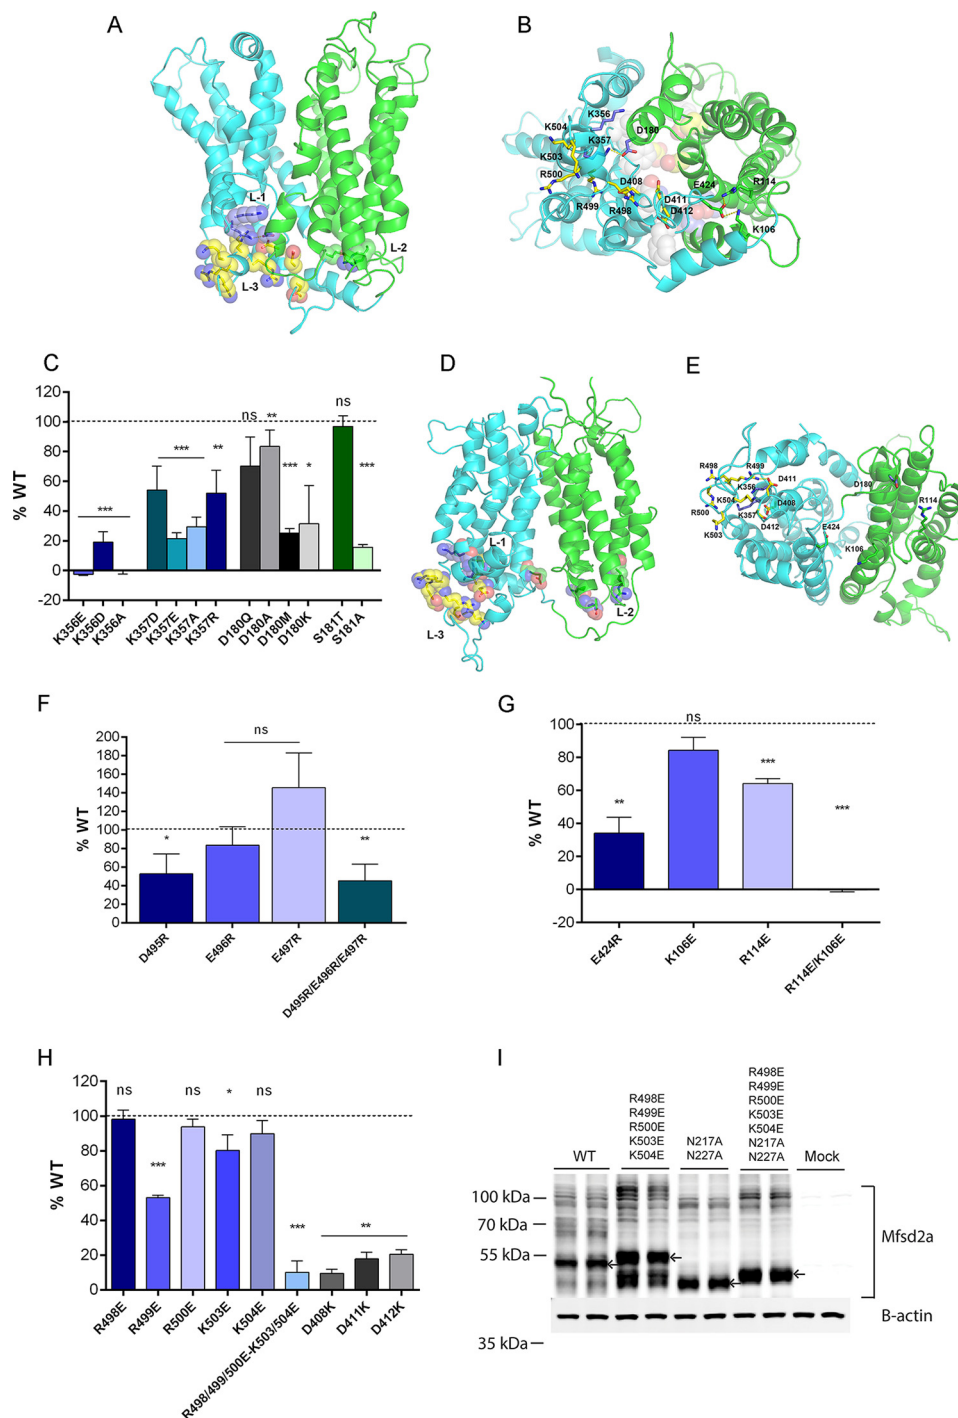 A
L-1
L-2
L-3
B
K356
K504
D180
K357
K503
R500
D408
E424
R114
R499
D411
R498
D412
K106
C
% WT
120
100
80
60
40
20
0
-20
***
***
**
ns
**
***
*
ns
***
K356E
K356D
K356A
K357D
K357E
K357A
K357R
D180Q
D180A
D180M
D180K
S181T
S181A
D
L-1
L-2
L-3
E
R498
R499
D411
K356
D180
K504
D408
R114
R500
K357
D412
E424
K503
K106
F
% WT
200
180
160
140
120
100
80
60
40
20
0
*
ns
**
D495R
E496R
E497R
D495R/E496R/E497R
G
% WT
100
80
60
40
20
0
-20
**
ns
***
***
E424R
K106E
R114E
R114E/K106E
H
% WT
120
100
80
60
40
20
0
ns
***
ns
*
ns
***
**
R498E
R499E
R500E
K503E
K504E
R498/499/500E-K503/504E
D408K
D411K
D412K
I
WT
R498E
R499E
R500E
K503E
K504E
N217A
N227A
R498E
R499E
R500E
K503E
K504E
N217A
N227A
Mock
100 kDa
70 kDa
55 kDa
35 kDa
Mfsd2a
B-actin